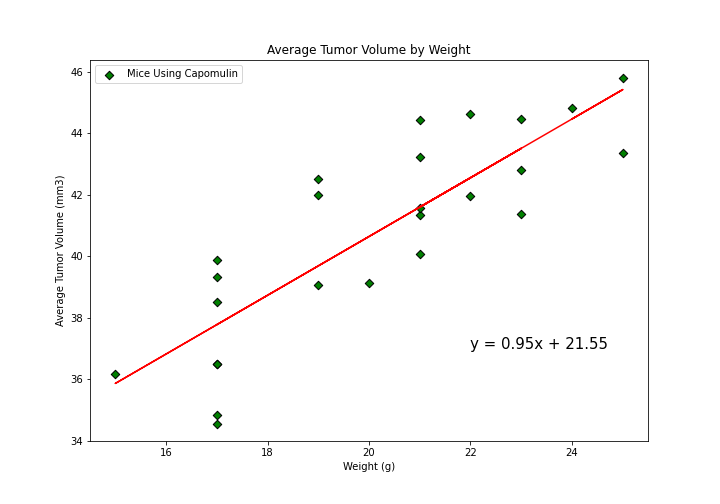 Average Tumor Volume by Weight
Mice Using Capomulin
46
44
42
40
38
36
34
Average Tumor Volume (mm3)
y = 0.95x + 21.55
16 18 20 22 24
Weight (g)